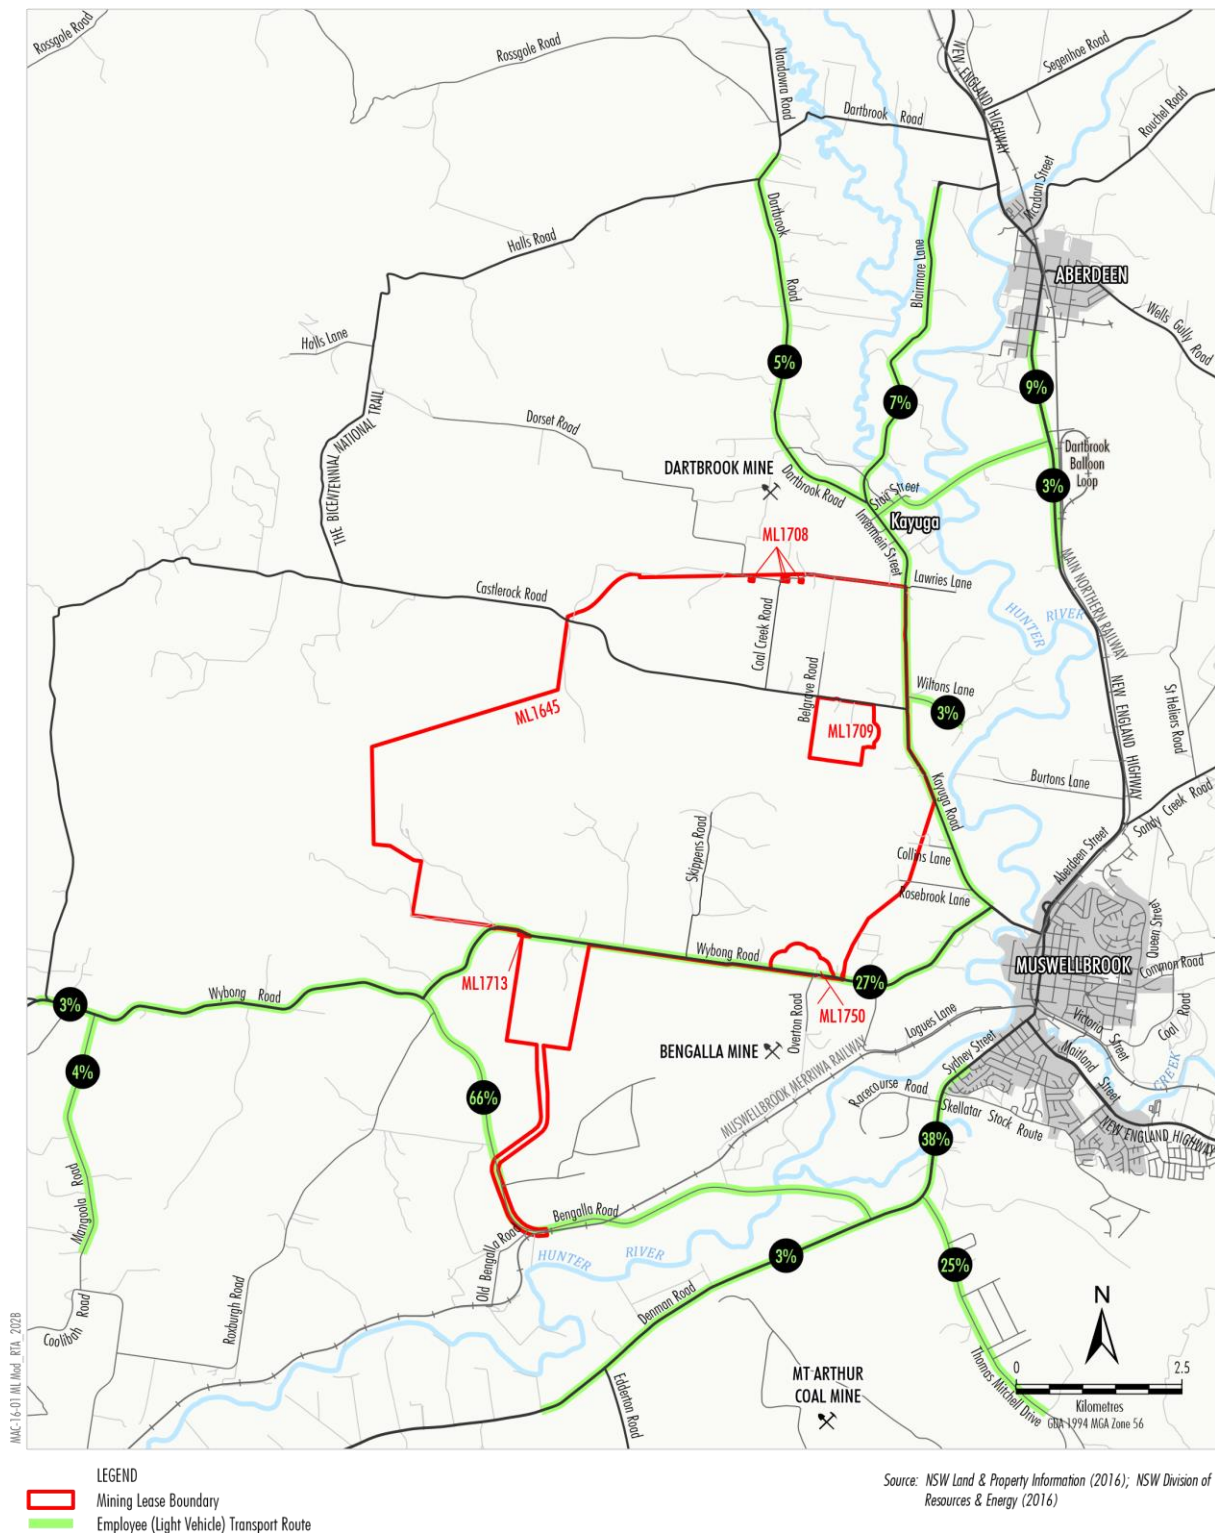 Rossgole Road
Rossgole Road
Nandowra Road
NEW ENGLAND HIGHWAY
Segenhoe Road
Dartbrook Road
Rouchel Road
Mcadam Street
Dartbrook
Road
Halls Road
Blairmore Lane
ABERDEEN
Wells Gully Road
Halls Lane
5%
9%
7%
THE BICENTENNIAL NATIONAL TRAIL
Dorset Road
Dartbrook
Balloon
Loop
DARTBROOK MINE
Dartbrook Road
Stair Street
3%
Kayuga
Invermein Street
ML1708
MAIN NORTHERN RAILWAY
Castlerock Road
Lawries Lane
HUNTER RIVER
Coal Creek Road
Belgrave Road
Wiltons Lane
NEW ENGLAND HIGHWAY
St Heliers Road
ML1645
ML1709
3%
Burtons Lane
Kayuga Road
Sandy Creek Road
Skippens Road
Aberdeen Street
Collins Lane
Rosebrook Lane
Queen Street
Wybong Road
MUSWELLBROOK
Common Road
ML1713
27%
3%
Wybong Road
ML1750
Overton Road
Logues Lane
Coal Road
Victoria Street
BENGALLA MINE
Sydney Street
Maitland Street
CREEK
4%
66%
MUSWELLBROOK MERRIWA RAILWAY
Racecourse Road
Skellatar Stock Route
NEW ENGLAND HIGHWAY
38%
Mangoola Road
Bengalla Road
Old Bengalla Road
HUNTER RIVER
3%
25%
Roxburgh Road
Denman Road
N
Coolibah Road
Edderton Road
MT ARTHUR
COAL MINE
Thomas Mitchell Drive
0 2.5
Kilometres
GDA 1994 MGA Zone 56
MAC-16-01 ML Mod_RTA_202B
LEGEND
Mining Lease Boundary
Employee (Light Vehicle) Transport Route
Source: NSW Land & Property Information (2016); NSW Division of
Resources & Energy (2016)